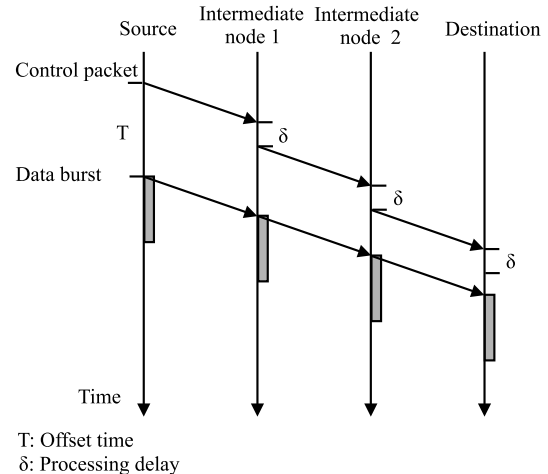 Source
Intermediate
node 1
Intermediate
node 2
Destination
Control packet
T
δ
δ
δ
Data burst
Time
T: Offset time
δ: Processing delay